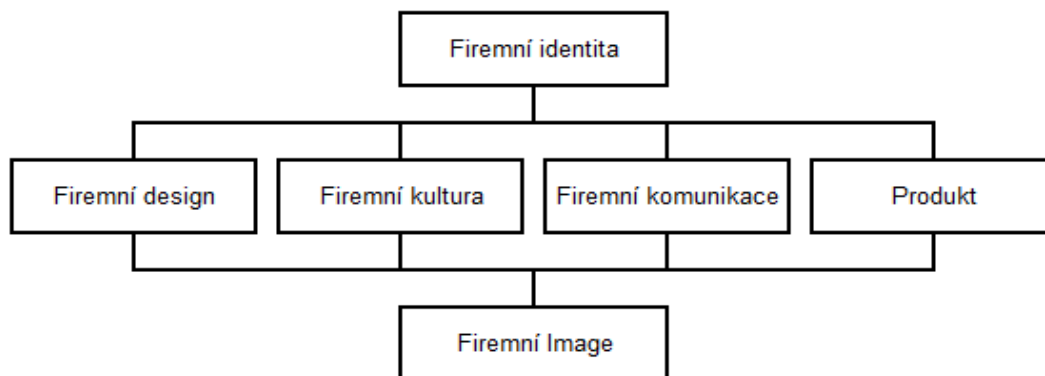 Firemní identita
Firemní design
Firemní kultura
Firemní komunikace
Produkt
Firemní Image